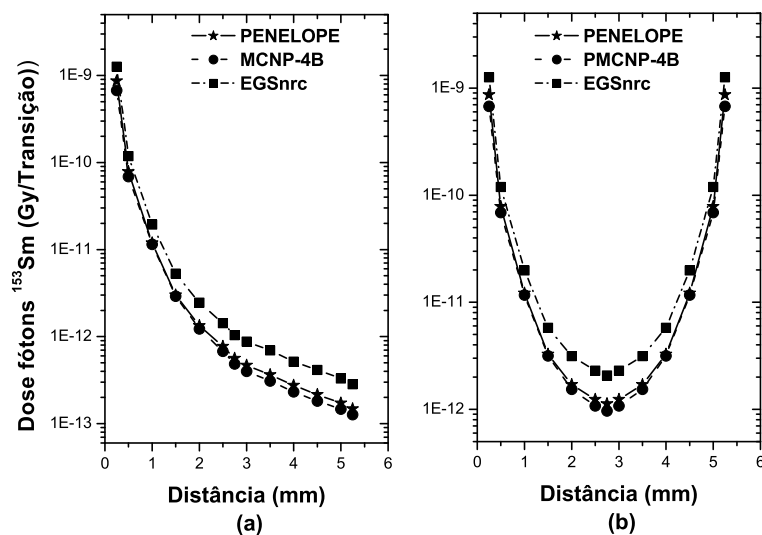 Dose fótons ¹⁵³Sm (Gy/Transição))
1E-9
1E-10
1E-11
1E-12
1E-13
PENELOPE
MCNP-4B
EGSnrc
0 1 2 3 4 5 6
Distância (mm)
(a)
1E-9
1E-10
1E-11
1E-12
PENELOPE
PMCNP-4B
EGSnrc
0 1 2 3 4 5 6
Distância (mm)
(b)